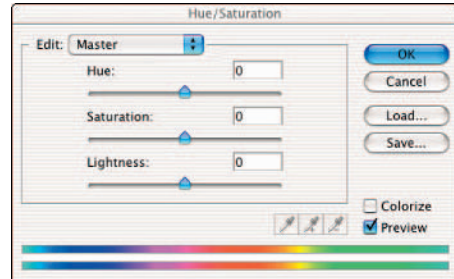 Hue/Saturation
Edit: Master
Hue: 0
Saturation: 0
Lightness: 0
OK
Cancel
Load...
Save...
Colorize
Preview